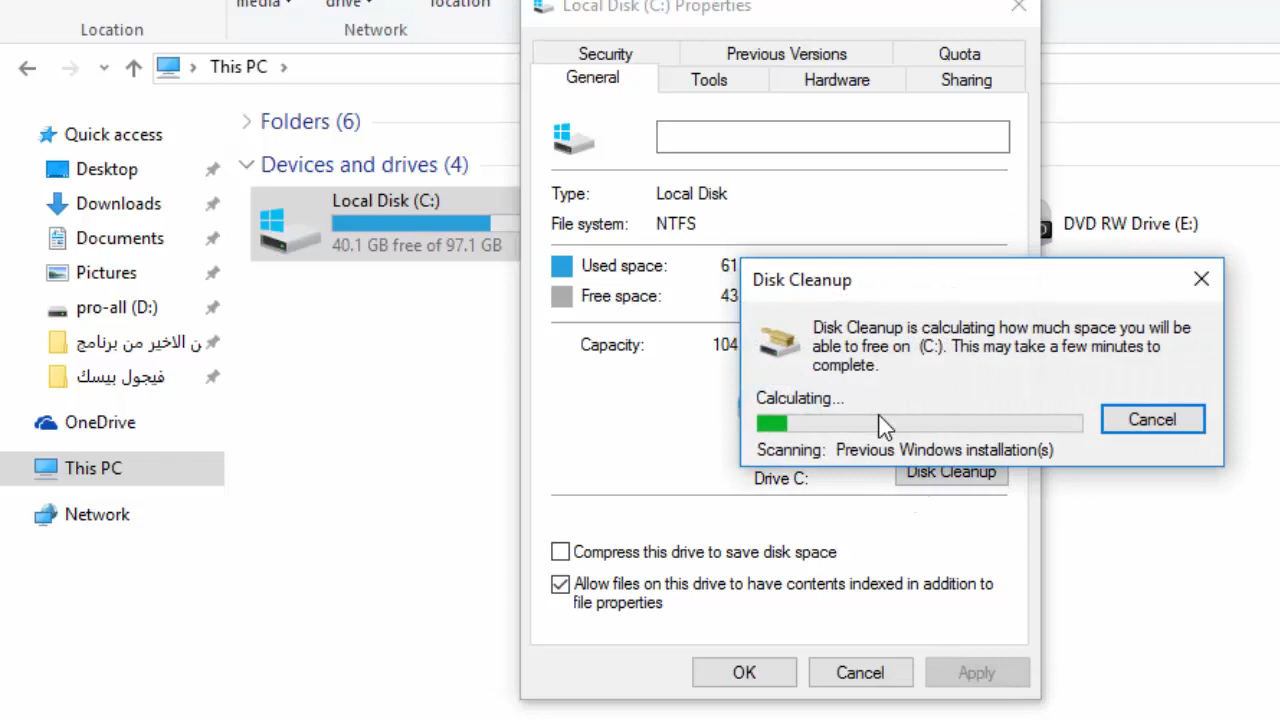 media
drive
location
Location
Network
Local Disk (C:) Properties
This PC
Security
Previous Versions
Quota
General
Tools
Hardware
Sharing
Quick access
Desktop
Downloads
Documents
Pictures
pro-all (D:)
ن الاخير من برنامج
فيجول بيسك
OneDrive
This PC
Network
Folders (6)
Devices and drives (4)
Local Disk (C:)
40.1 GB free of 97.1 GB
DVD RW Drive (E:)
Type: Local Disk
File system: NTFS
Used space: 61
Free space: 43
Capacity: 104
Drive C:
Disk Cleanup
Disk Cleanup
Disk Cleanup is calculating how much space you will be
able to free on (C:). This may take a few minutes to
complete.
Calculating...
Cancel
Scanning: Previous Windows installation(s)
Compress this drive to save disk space
Allow files on this drive to have contents indexed in addition to
file properties
OK
Cancel
Apply